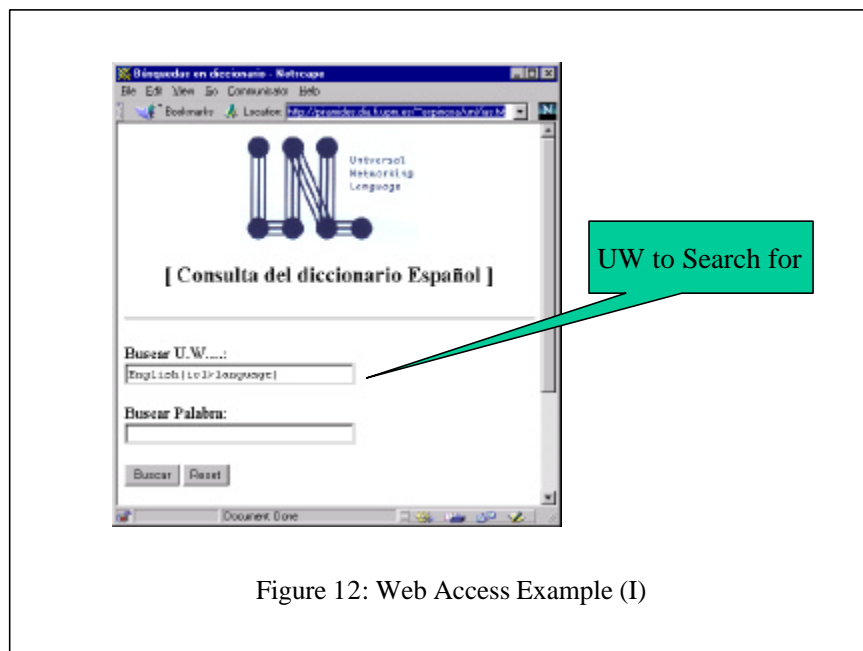 Búsquedas en diccionario - Netscape
File Edit View Go Communicator Help
Bookmarks Location:
Universal
Networking
Language
[ Consulta del diccionario Español ]
UW to Search for
Buscar U.W....:
English(icl>language)
Buscar Palabra:
Buscar Reset
Document Done
Figure 12: Web Access Example (I)